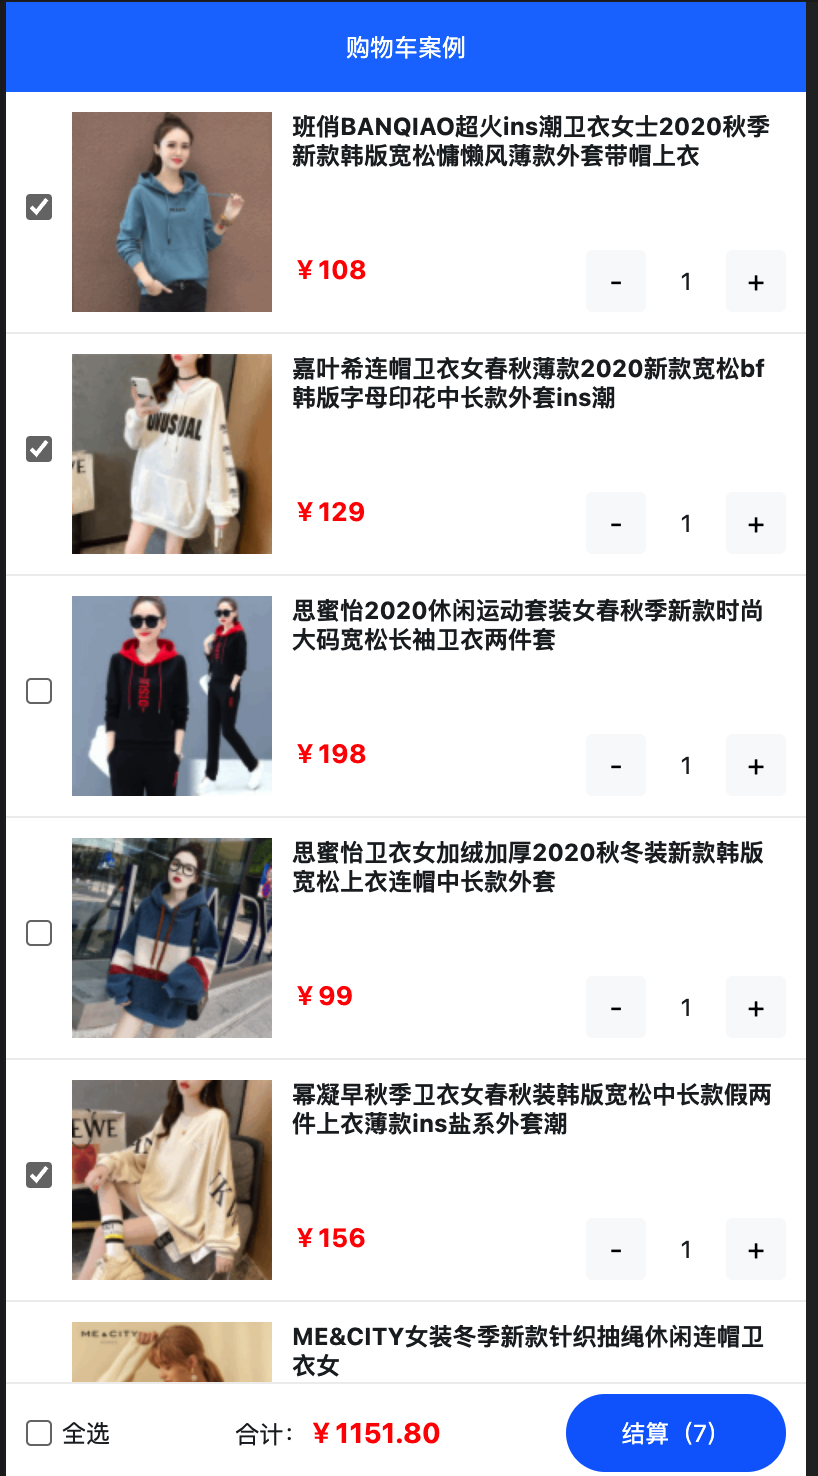 购物车案例
班俏BANQIAO超火ins潮卫衣女士2020秋季
新款韩版宽松慵懒风薄款外套带帽上衣
￥108
- 1 +
嘉叶希连帽卫衣女春秋薄款2020新款宽松bf
韩版字母印花中长款外套ins潮
UNUSUAL
￥129
- 1 +
思蜜怡2020休闲运动套装女春秋季新款时尚
大码宽松长袖卫衣两件套
￥198
- 1 +
思蜜怡卫衣女加绒加厚2020秋冬装新款韩版
宽松上衣连帽中长款外套
￥99
- 1 +
幂凝早秋季卫衣女春秋装韩版宽松中长款假两
件上衣薄款ins盐系外套潮
￥156
- 1 +
ME&CITY女装冬季新款针织抽绳休闲连帽卫
衣女
ME&CITY
全选 合计：￥1151.80 结算（7）